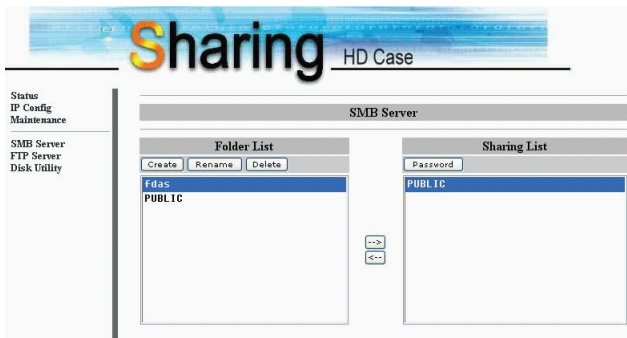 Sharing HD Case
Status
IP Config
Maintenance
SMB Server
FTP Server
Disk Utility
SMB Server
Folder List
Create Rename Delete
fdas
PUBLIC
-->
<--
Sharing List
Password
PUBLIC